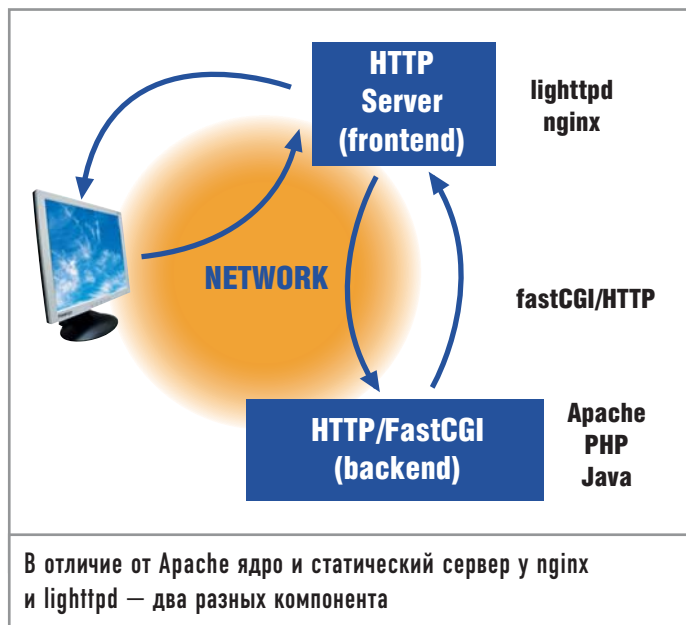 HTTP
Server
(frontend)
lighttpd
nginx
NETWORK
fastCGI/HTTP
HTTP/FastCGI
(backend)
Apache
PHP
Java
В отличие от Apache ядро и статический сервер у nginx
и lighttpd — два разных компонента